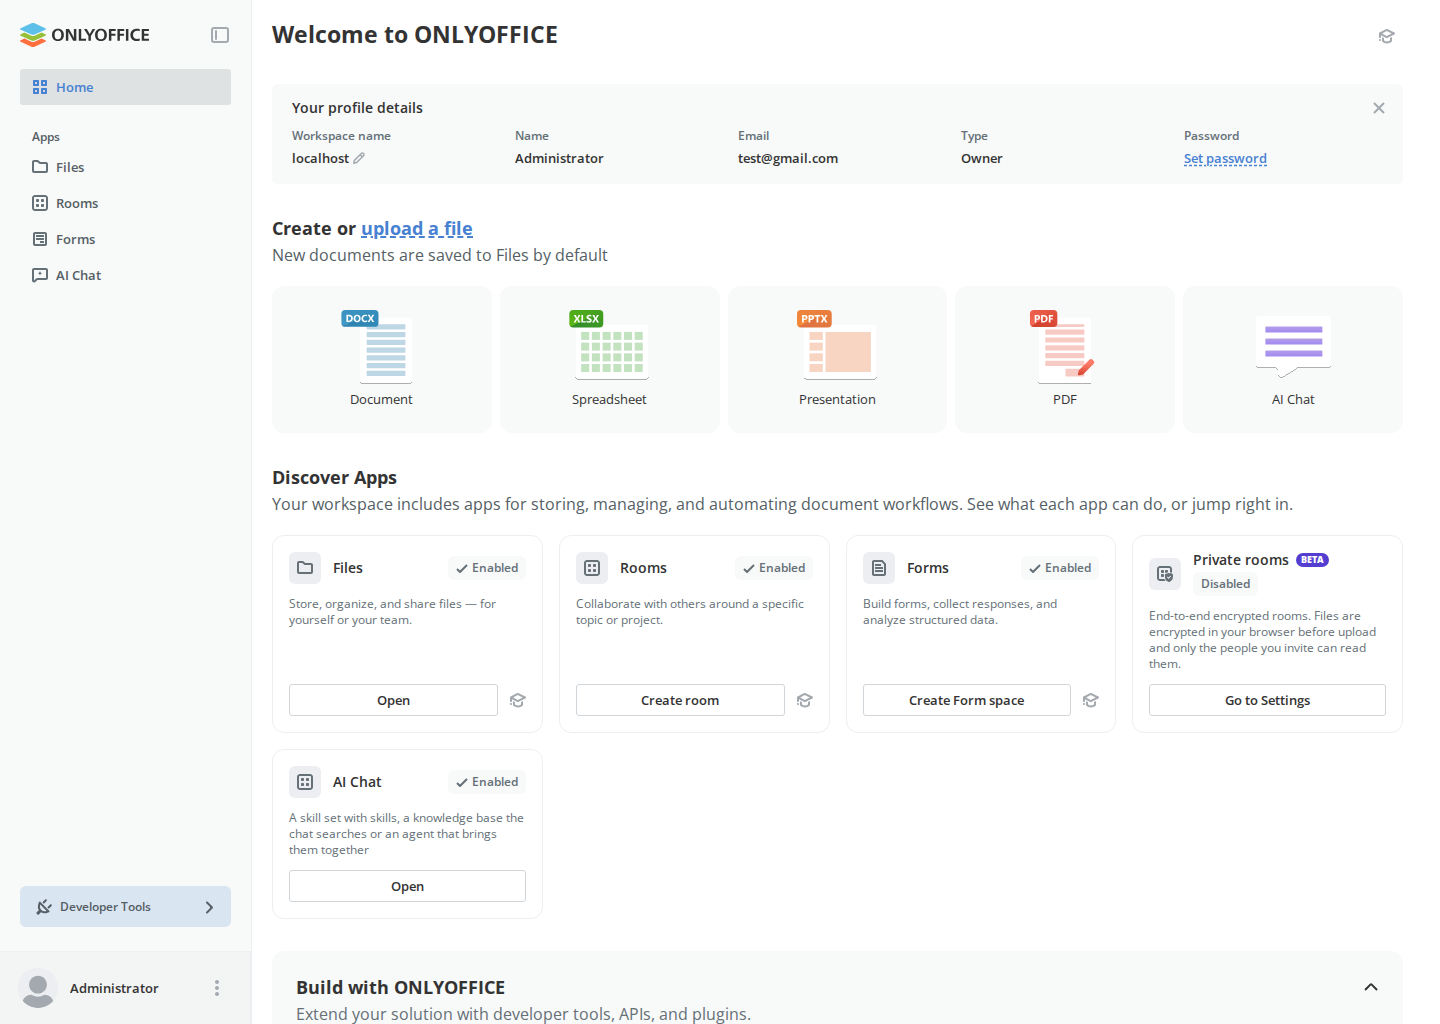 ONLYOFFICE
Home
Apps
Files
Rooms
Forms
AI Chat
Developer Tools
Administrator
Welcome to ONLYOFFICE
Your profile details
Workspace name
localhost
Name
Administrator
Email
test@gmail.com
Type
Owner
Password
Set password
Create or upload a file
New documents are saved to Files by default
DOCX
Document
XLSX
Spreadsheet
PPTX
Presentation
PDF
PDF
AI Chat
Discover Apps
Your workspace includes apps for storing, managing, and automating document workflows. See what each app can do, or jump right in.
Files
Enabled
Store, organize, and share files — for
yourself or your team.
Open
Rooms
Enabled
Collaborate with others around a specific
topic or project.
Create room
Forms
Enabled
Build forms, collect responses, and
analyze structured data.
Create Form space
Private rooms BETA
Disabled
End-to-end encrypted rooms. Files are
encrypted in your browser before upload
and only the people you invite can read
them.
Go to Settings
AI Chat
Enabled
A skill set with skills, a knowledge base the
chat searches or an agent that brings
them together
Open
Build with ONLYOFFICE
Extend your solution with developer tools, APIs, and plugins.